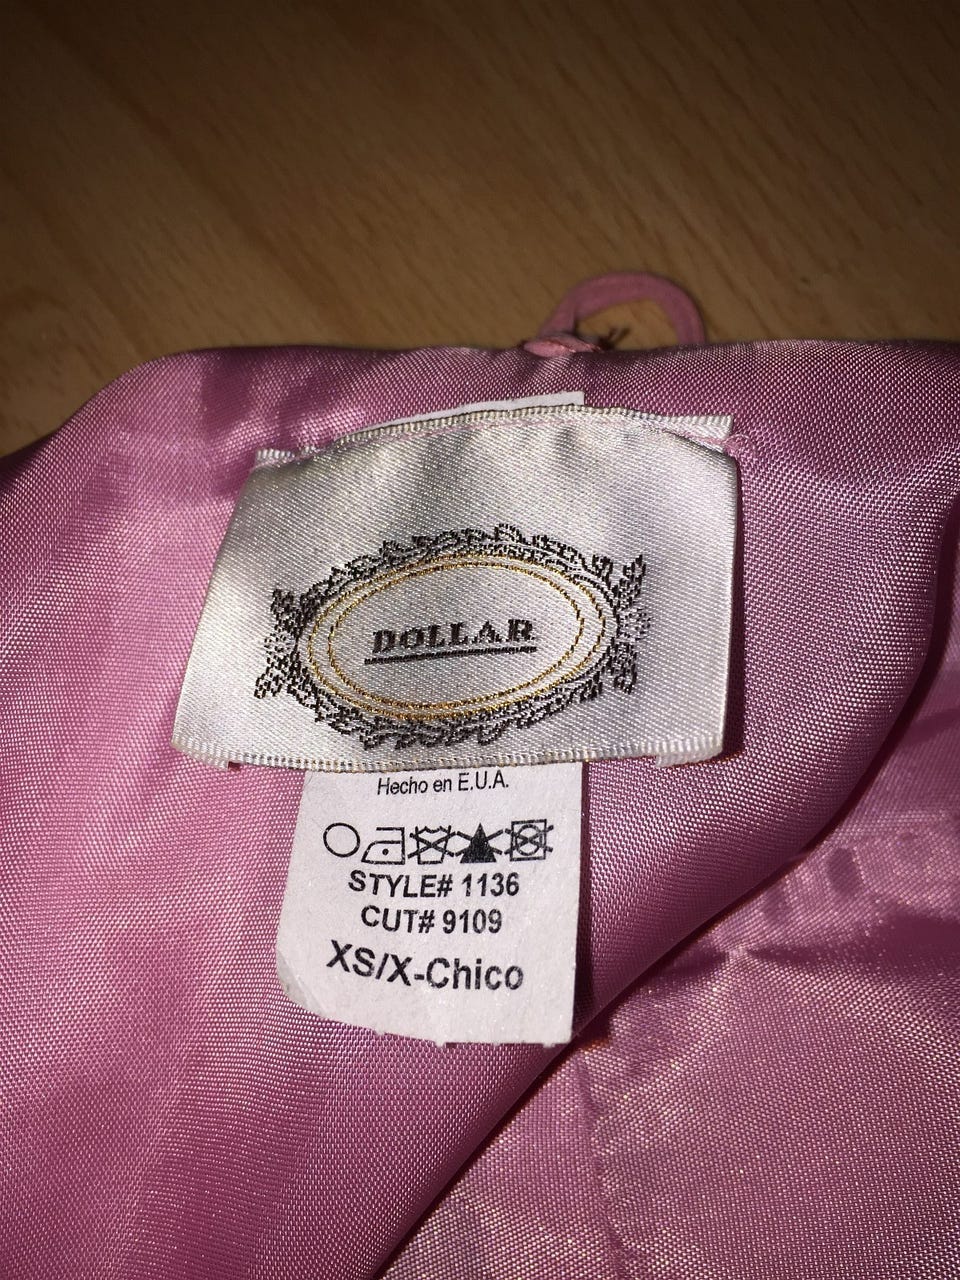 DOLLAR
Hecho en E.U.A.
STYLE# 1136
CUT# 9109
XS/X-Chico